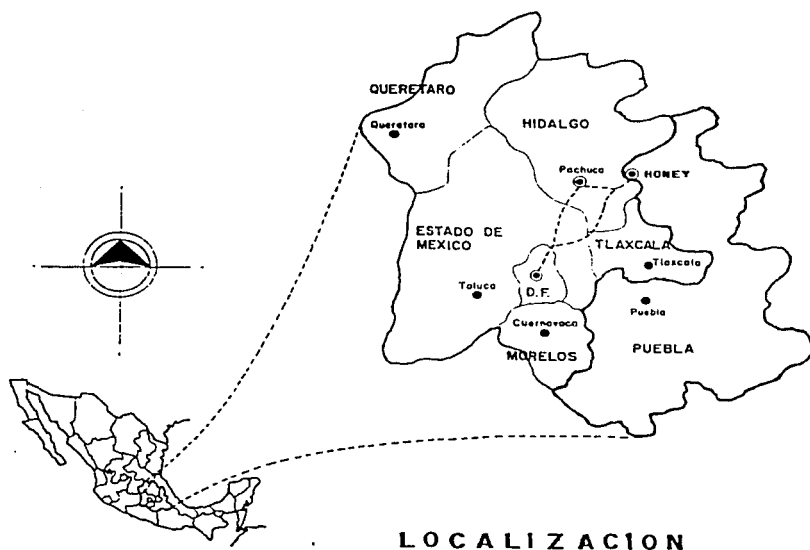 QUERETARO
Queretaro
HIDALGO
Pachuca
HONEY
ESTADO DE
MEXICO
TLAXCALA
Tlaxcala
Toluca
D.F.
Puebla
Cuernavaca
MORELOS
PUEBLA
LOCALIZACION